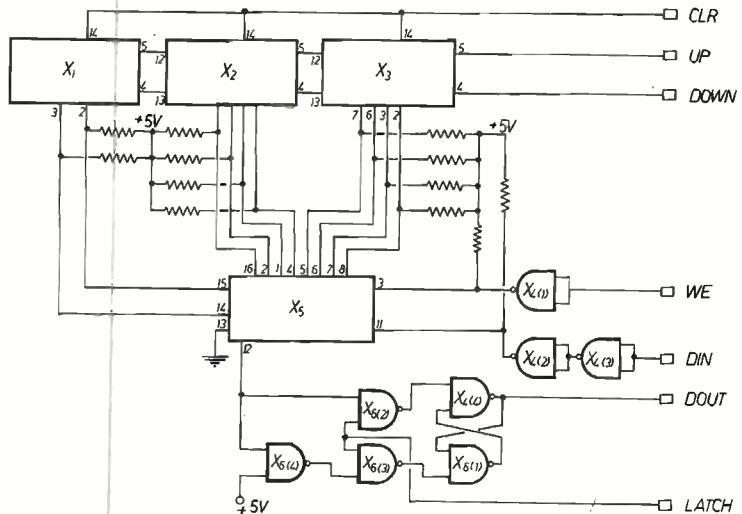 CLR
14 14 14
X1 5 12 X2 5 12 X3 5 UP
4 13 4 13 4 DOWN
3 2 7 6 3 2
+5V +5V
16 2 1 4 5 6 7 8
15 3 X4(1) WE
14 X5
13 11
12 X4(2) X4(3) DIN
X6(2) X4(4) DOUT
X6(4) X6(3) X6(1)
+5V LATCH